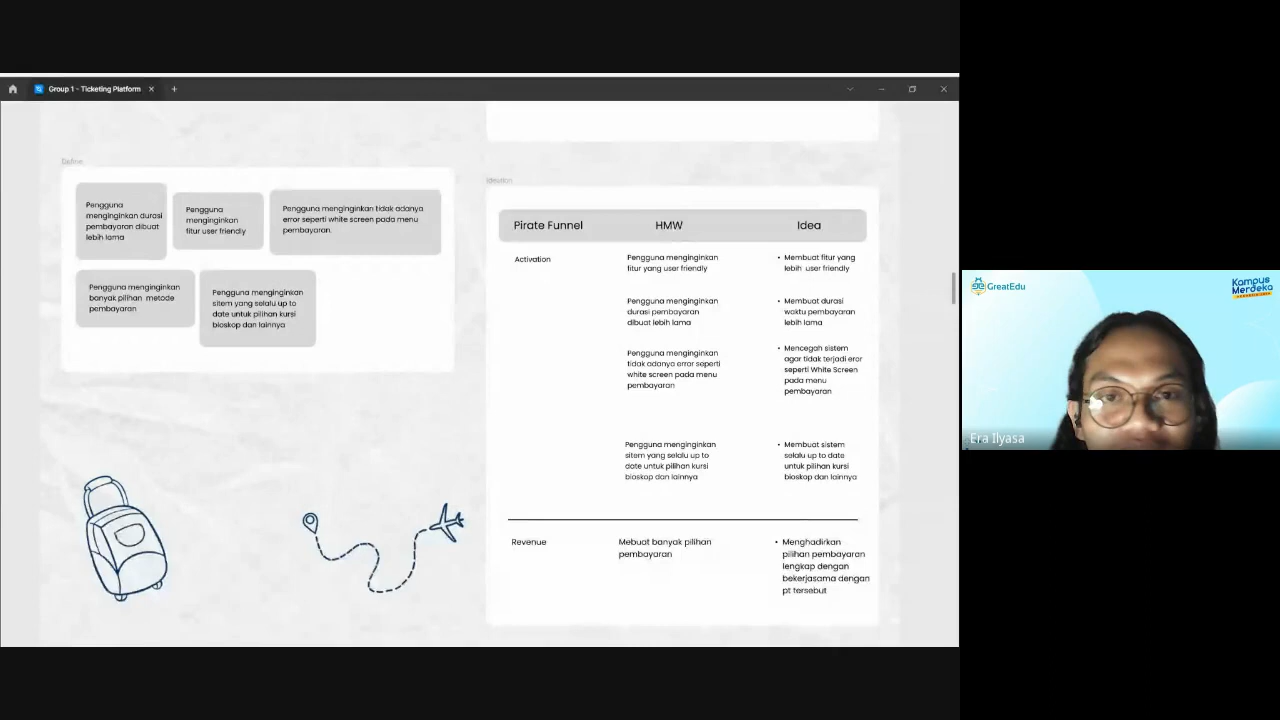 Group 1 - Ticketing Platform
Define
Pengguna
menginginkan durasi
pembayaran dibuat
lebih lama
Pengguna
menginginkan
fitur user friendly
Pengguna menginginkan tidak adanya
error seperti white screen pada menu
pembayaran.
Pengguna menginginkan
banyak pilihan metode
pembayaran
Pengguna menginginkan
sitem yang selalu up to
date untuk pilihan kursi
bioskop dan lainnya
Ideation
Pirate Funnel HMW Idea
Activation
Pengguna menginginkan
fitur yang user friendly
• Membuat fitur yang
lebih user friendly
Pengguna menginginkan
durasi pembayaran
dibuat lebih lama
• Membuat durasi
waktu pembayaran
lebih lama
Pengguna menginginkan
tidak adanya error seperti
white screen pada menu
pembayaran
• Mencegah sistem
agar tidak terjadi eror
seperti White Screen
pada menu
pembayaran
Pengguna menginginkan
sitem yang selalu up to
date untuk pilihan kursi
bioskop dan lainnya
• Membuat sistem
selalu up to date
untuk pilihan kursi
bioskop dan lainnya
Revenue
Mebuat banyak pilihan
pembayaran
• Menghadirkan
pilihan pembayaran
lengkap dengan
bekerjasama dengan
pt tersebut
GreatEdu
Kampus
Merdeka
Era Ilyasa